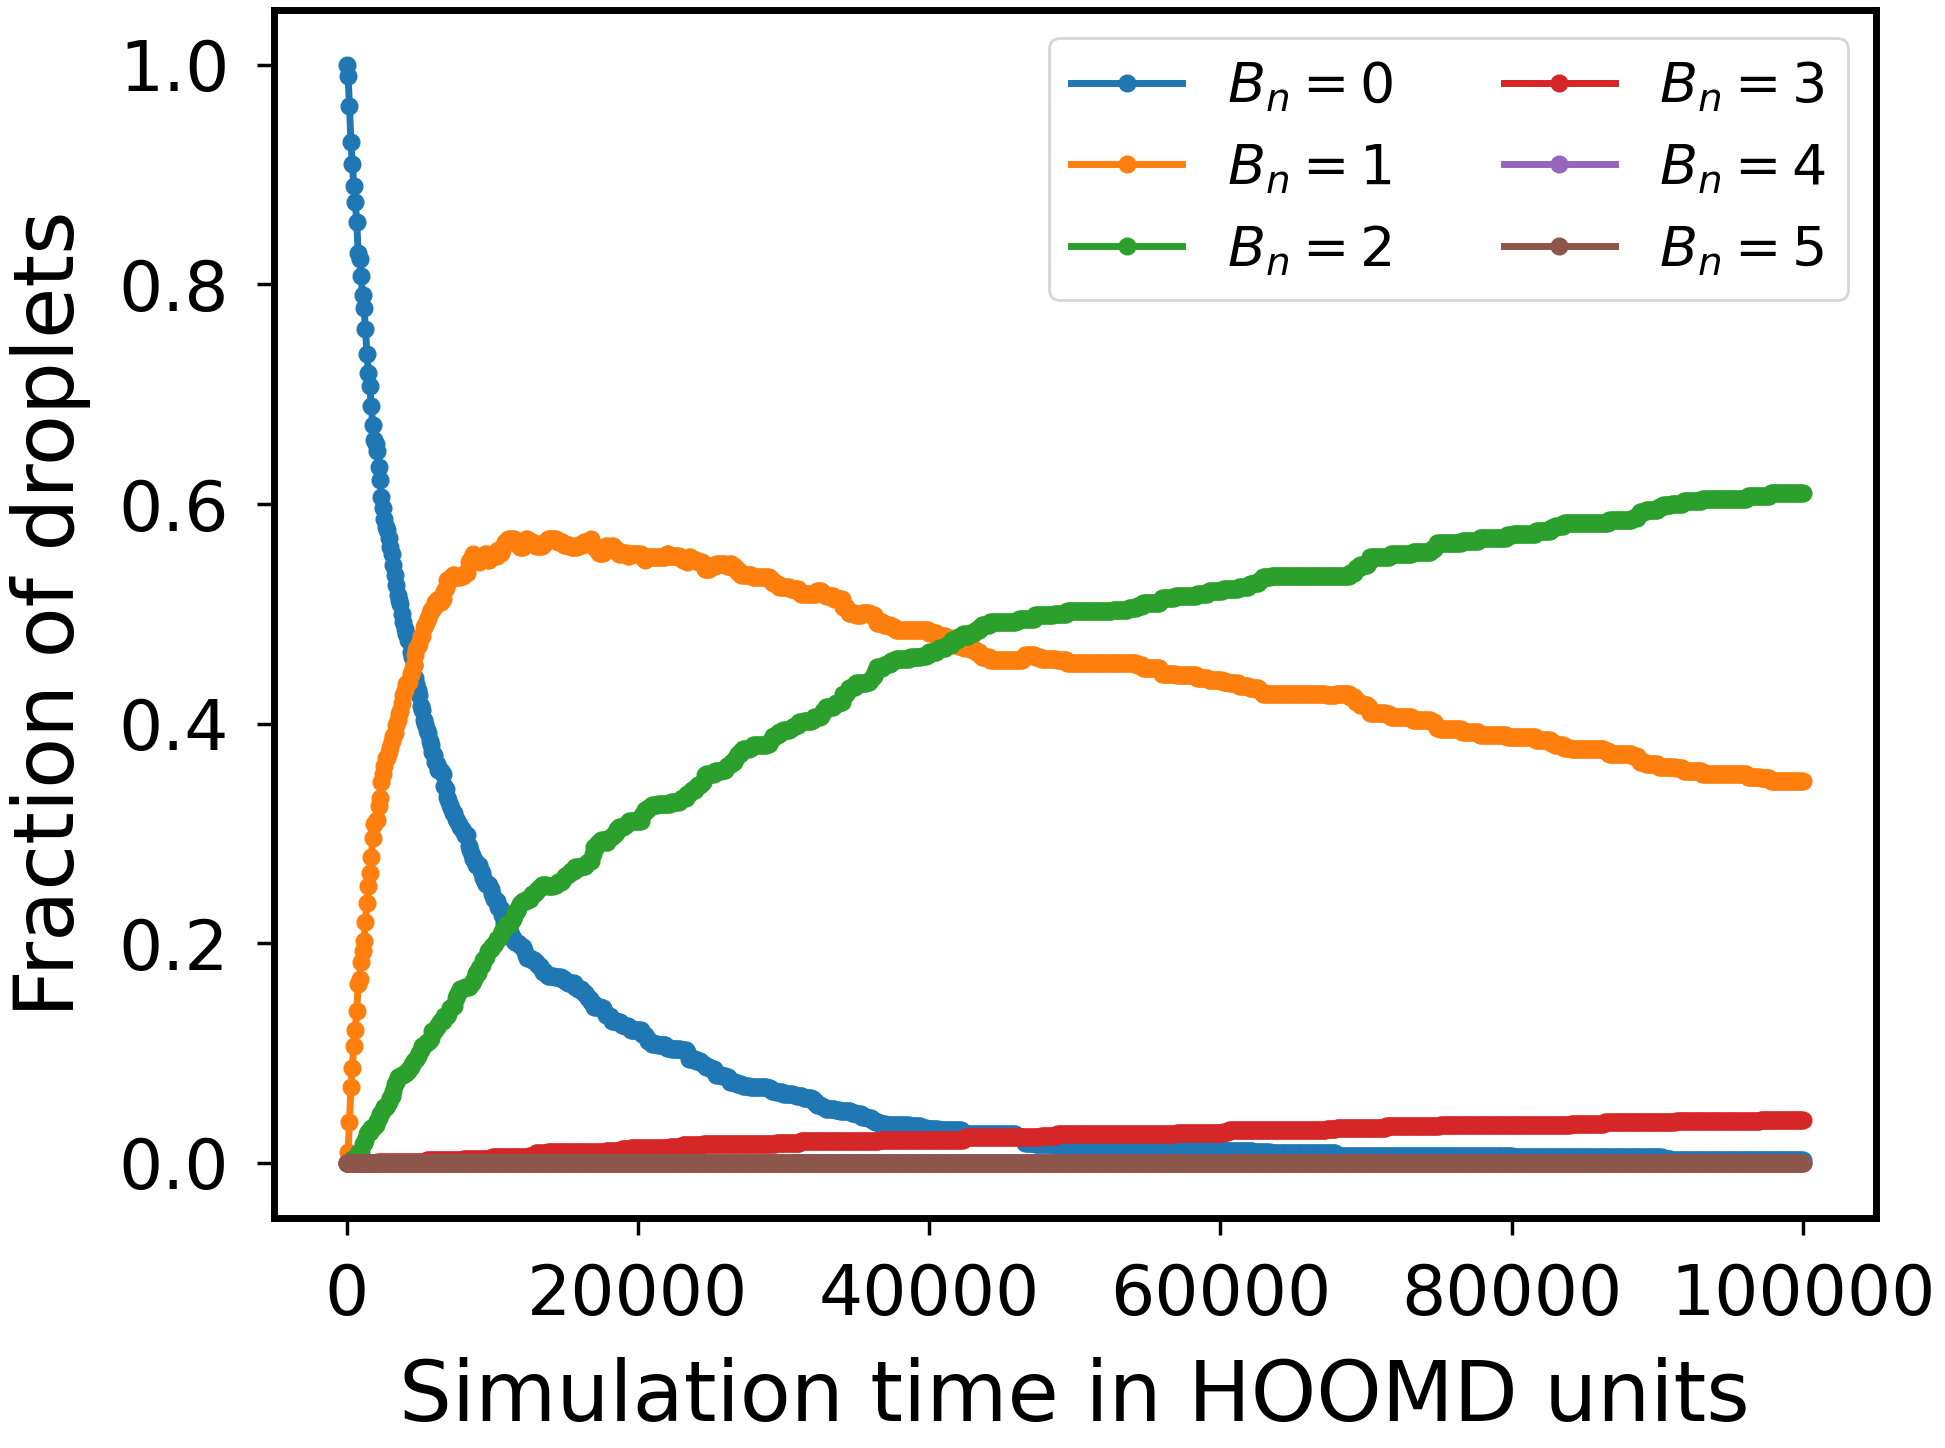 Fraction of droplets
1.0
0.8
0.6
0.4
0.2
0.0
B_n = 0
B_n = 1
B_n = 2
B_n = 3
B_n = 4
B_n = 5
0 20000 40000 60000 80000 100000
Simulation time in HOOMD units